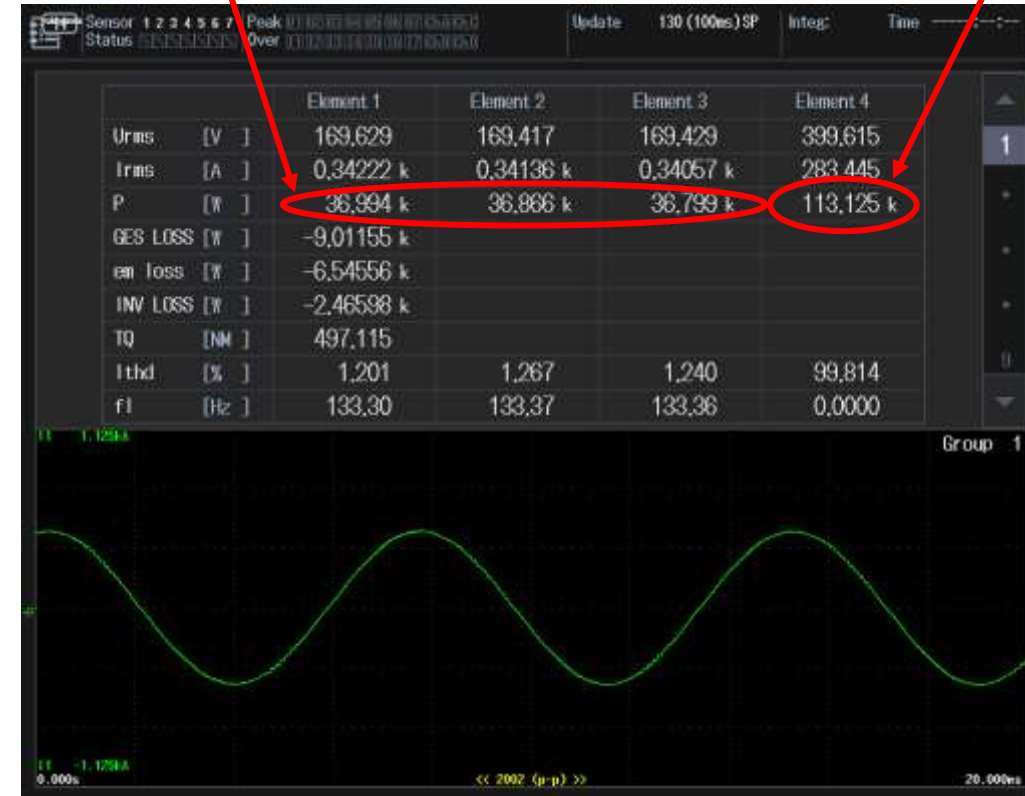 Sensor 1 2 3 4 5 6 7 Peak
Update 130 (100ms) SP Integ: Time -----:--:--
Status Over
Element 1 Element 2 Element 3 Element 4
Urms [V ] 169.629 169.417 169.429 399.615
Irms [A ] 0.34222 k 0.34136 k 0.34057 k 283.445
P [W ] 36.994 k 36.866 k 36.799 k 113.125 k
GES LOSS [W ] -9.01155 k
em loss [W ] -6.54556 k
INV LOSS [W ] -2.46598 k
TQ [NM ] 497.115
Ithd [% ] 1.201 1.267 1.240 99.814
f1 [Hz ] 133.30 133.37 133.36 0.0000
1
9
I1 1.125kA
Group 1
I1 -1.125kA
0.000s << 2002 (p-p) >> 20.000ms